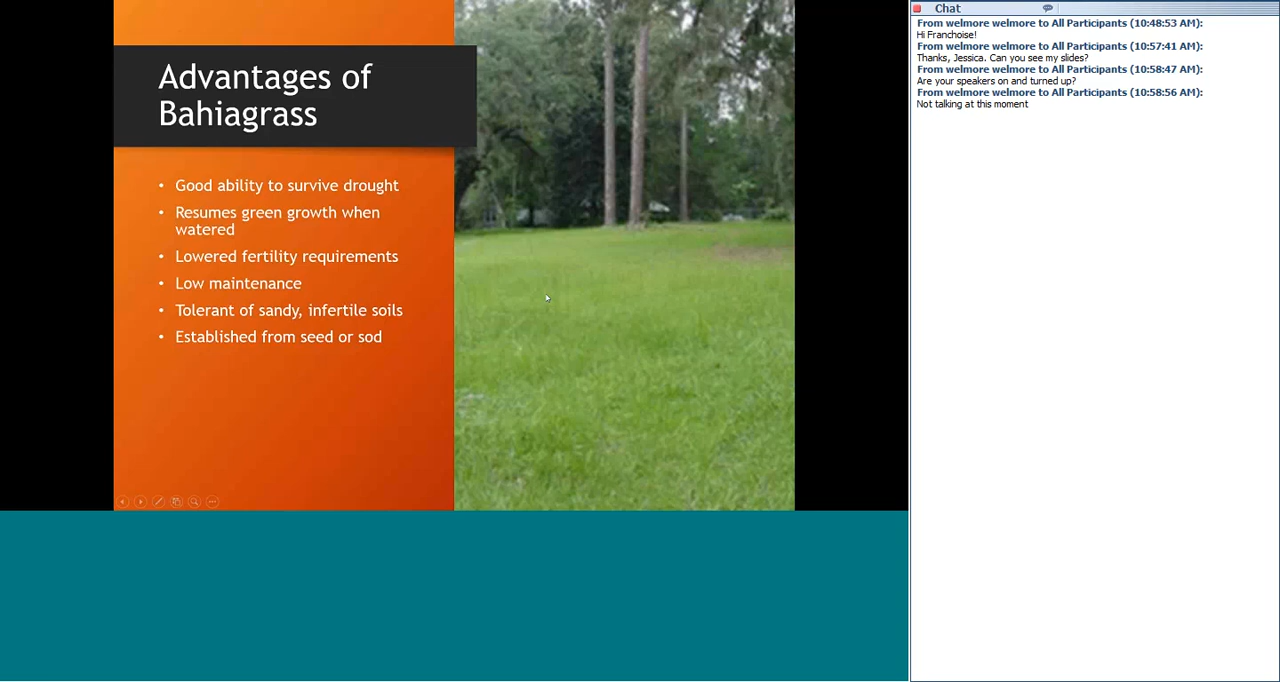 Advantages of
Bahiagrass
• Good ability to survive drought
• Resumes green growth when
watered
• Lowered fertility requirements
• Low maintenance
• Tolerant of sandy, infertile soils
• Established from seed or sod
Chat
From welmore welmore to All Participants (10:48:53 AM):
Hi Franchoise!
From welmore welmore to All Participants (10:57:41 AM):
Thanks, Jessica. Can you see my slides?
From welmore welmore to All Participants (10:58:47 AM):
Are your speakers on and turned up?
From welmore welmore to All Participants (10:58:56 AM):
Not talking at this moment